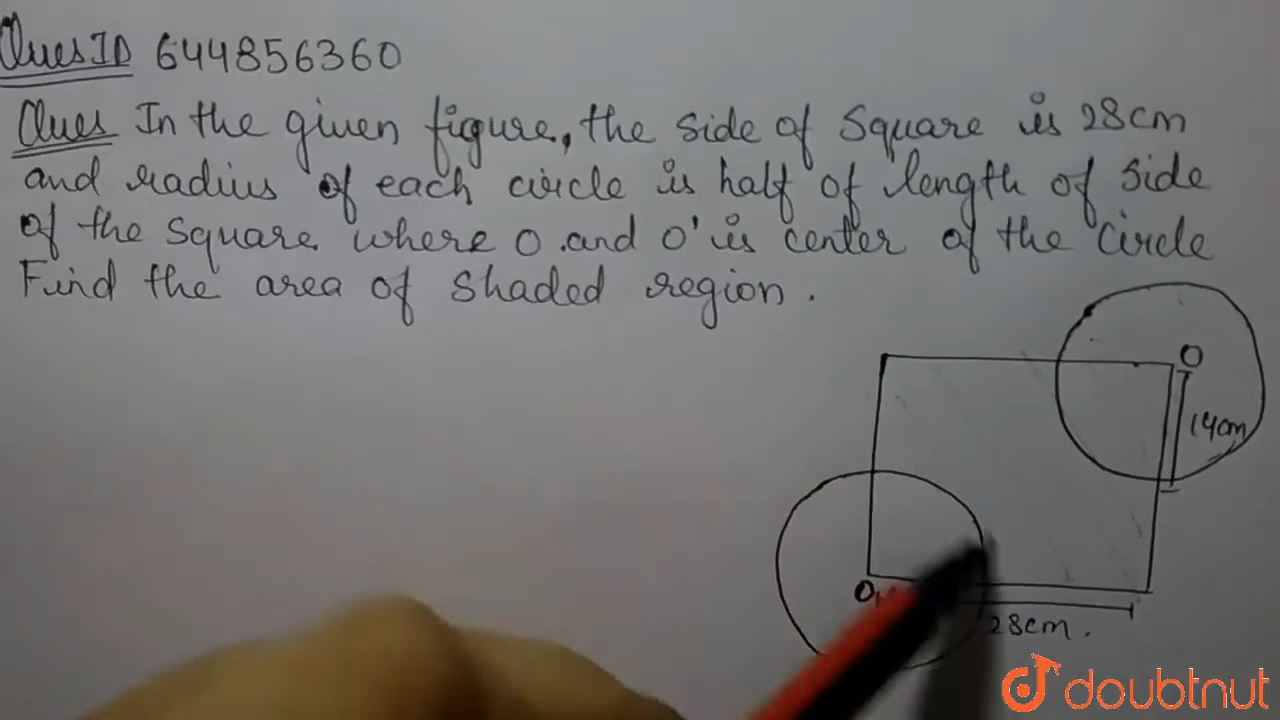 Ques ID 644856360
Ques In the given figure, the side of Square is 28cm
and radius of each circle is half of length of side
of the square where O and O' is center of the circle
Find the area of shaded region.
O
14cm
O'
28cm.
doubtnut